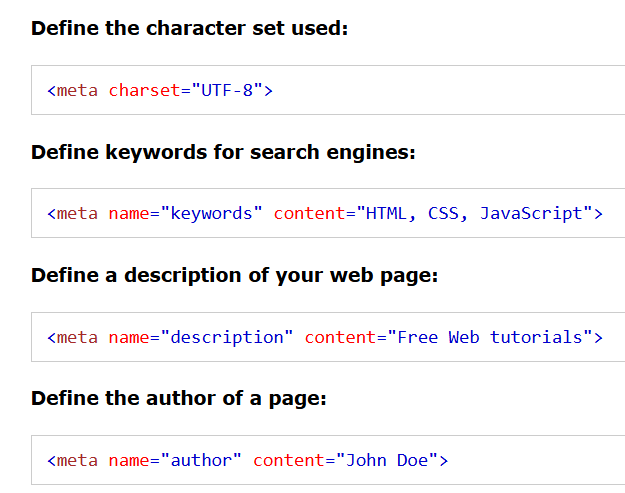 Define the character set used:
<meta charset="UTF-8">
Define keywords for search engines:
<meta name="keywords" content="HTML, CSS, JavaScript">
Define a description of your web page:
<meta name="description" content="Free Web tutorials">
Define the author of a page:
<meta name="author" content="John Doe">